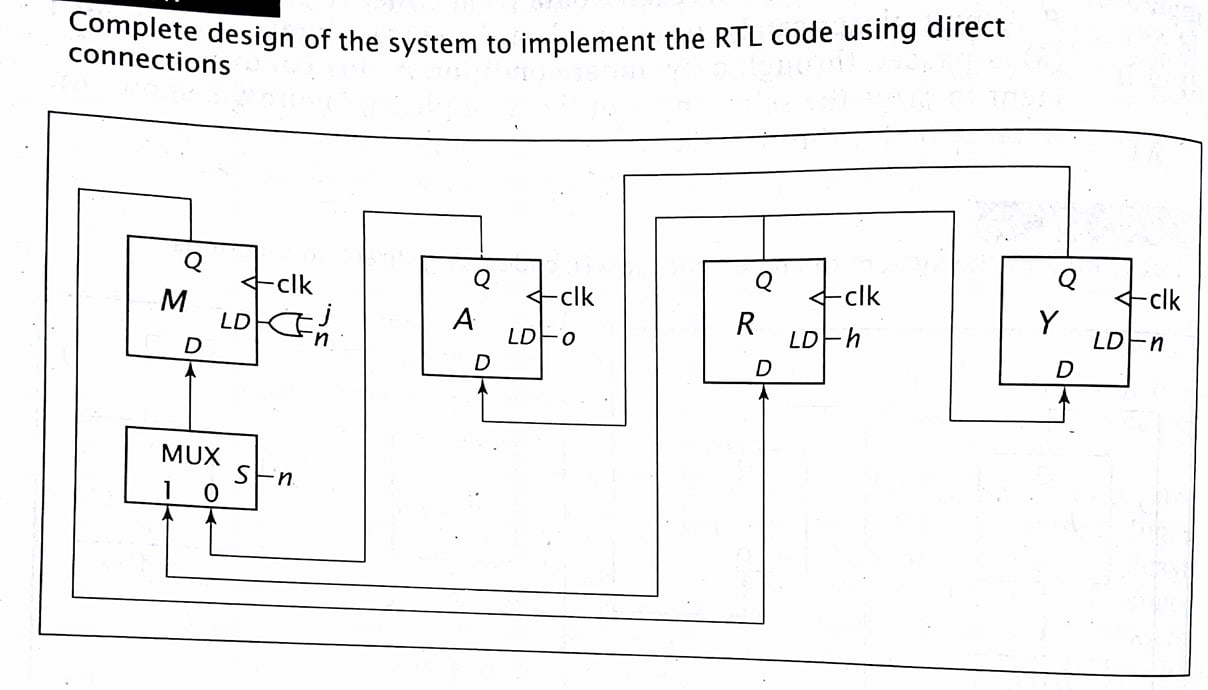 Complete design of the system to implement the RTL code using direct
connections
Q
clk
M
LD
j
n
D
MUX
S
n
1 0
Q
clk
A
LD
o
D
Q
clk
R
LD
h
D
Q
clk
Y
LD
n
D